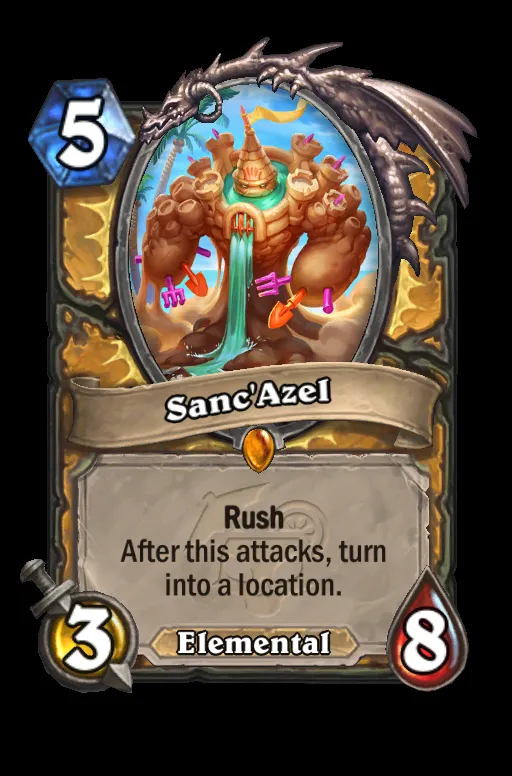 5
Sanc'Azel
Rush
After this attacks, turn
into a location.
3
Elemental
8